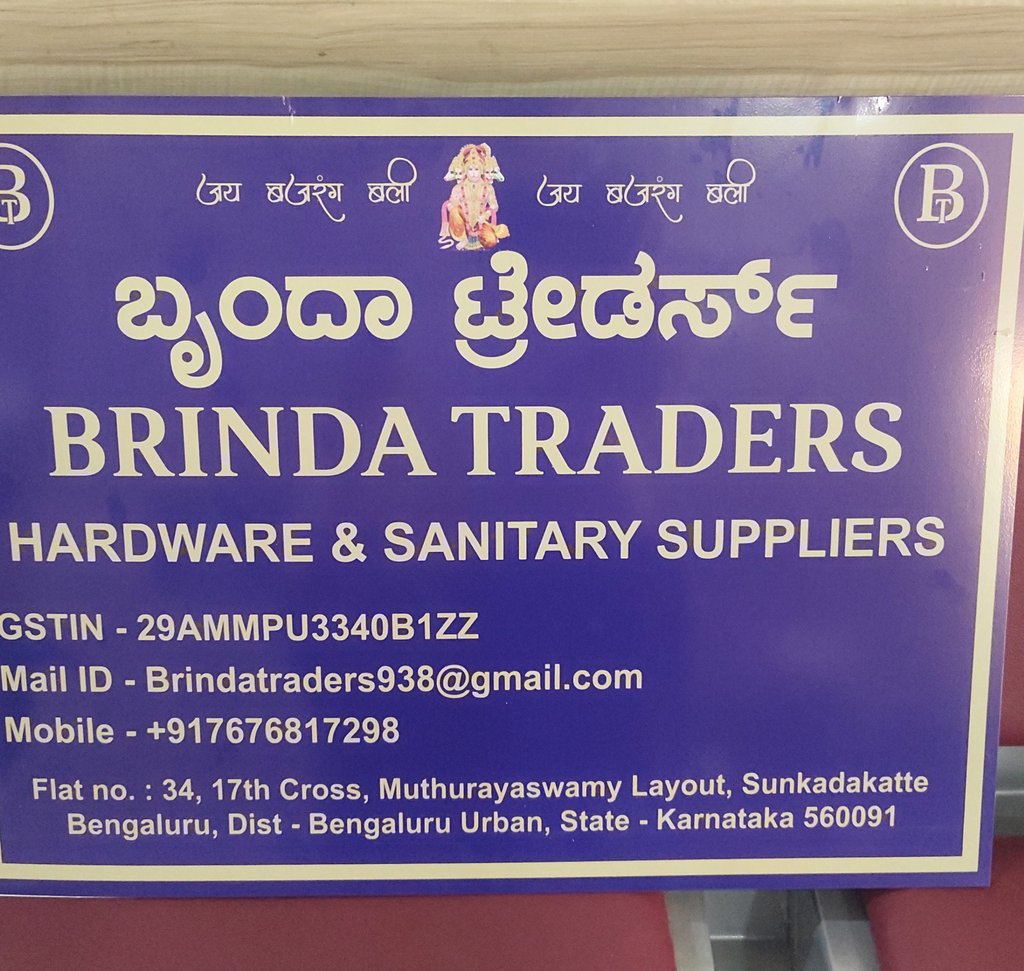 जय बजरंग बली जय बजरंग बली
BT BT
ಬೃಂದಾ ಟ್ರೇಡರ್ಸ್
BRINDA TRADERS
HARDWARE & SANITARY SUPPLIERS
GSTIN - 29AMMPU3340B1ZZ
Mail ID - Brindatraders938@gmail.com
Mobile - +917676817298
Flat no. : 34, 17th Cross, Muthurayaswamy Layout, Sunkadakatte
Bengaluru, Dist - Bengaluru Urban, State - Karnataka 560091